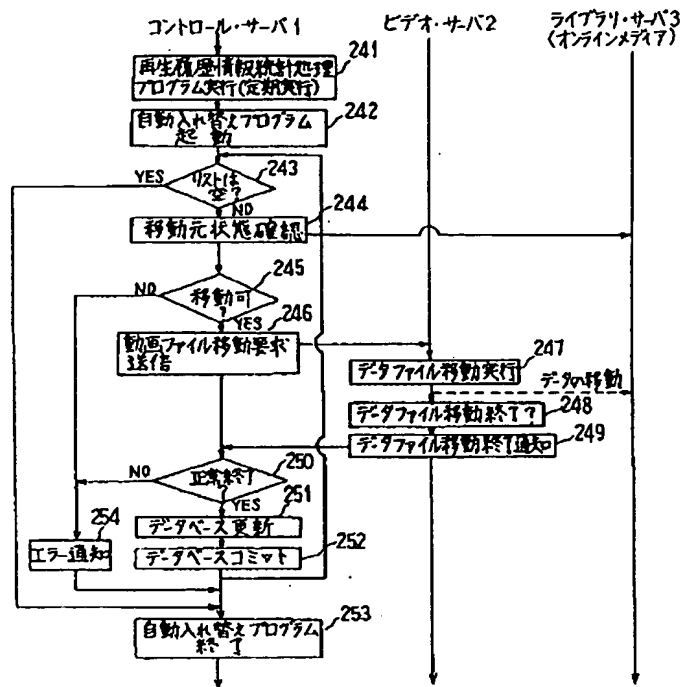 コントロール・サーバ1
ビデオ・サーバ2
ライブラリ・サーバ3
(オンラインメディア)
再生履歴情報統計処理
プログラム実行(定期実行)
241
自動入れ替えプログラム
起動
242
リストは
空?
243
YES
NO
244
移動元状態確認
245
移動可
?
NO
YES
246
動画ファイル移動要求
送信
247
データファイル移動実行
データの移動
データファイル移動終了?
248
データファイル移動終了通知
249
正常終了
?
250
NO
YES
251
データベース更新
データベースコミット
252
254
エラー通知
253
自動入れ替えプログラム
終了